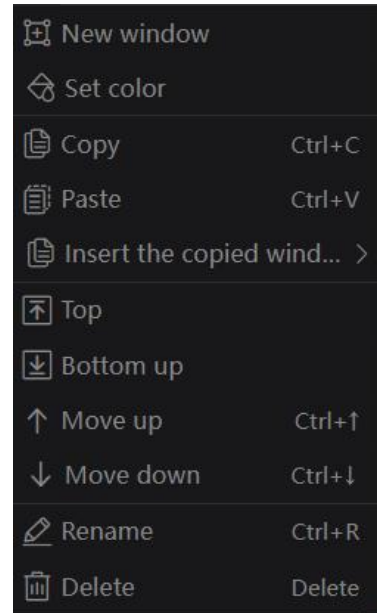 New window
Set color
Copy Ctrl+C
Paste Ctrl+V
Insert the copied wind... >
Top
Bottom up
Move up Ctrl+↑
Move down Ctrl+↓
Rename Ctrl+R
Delete Delete